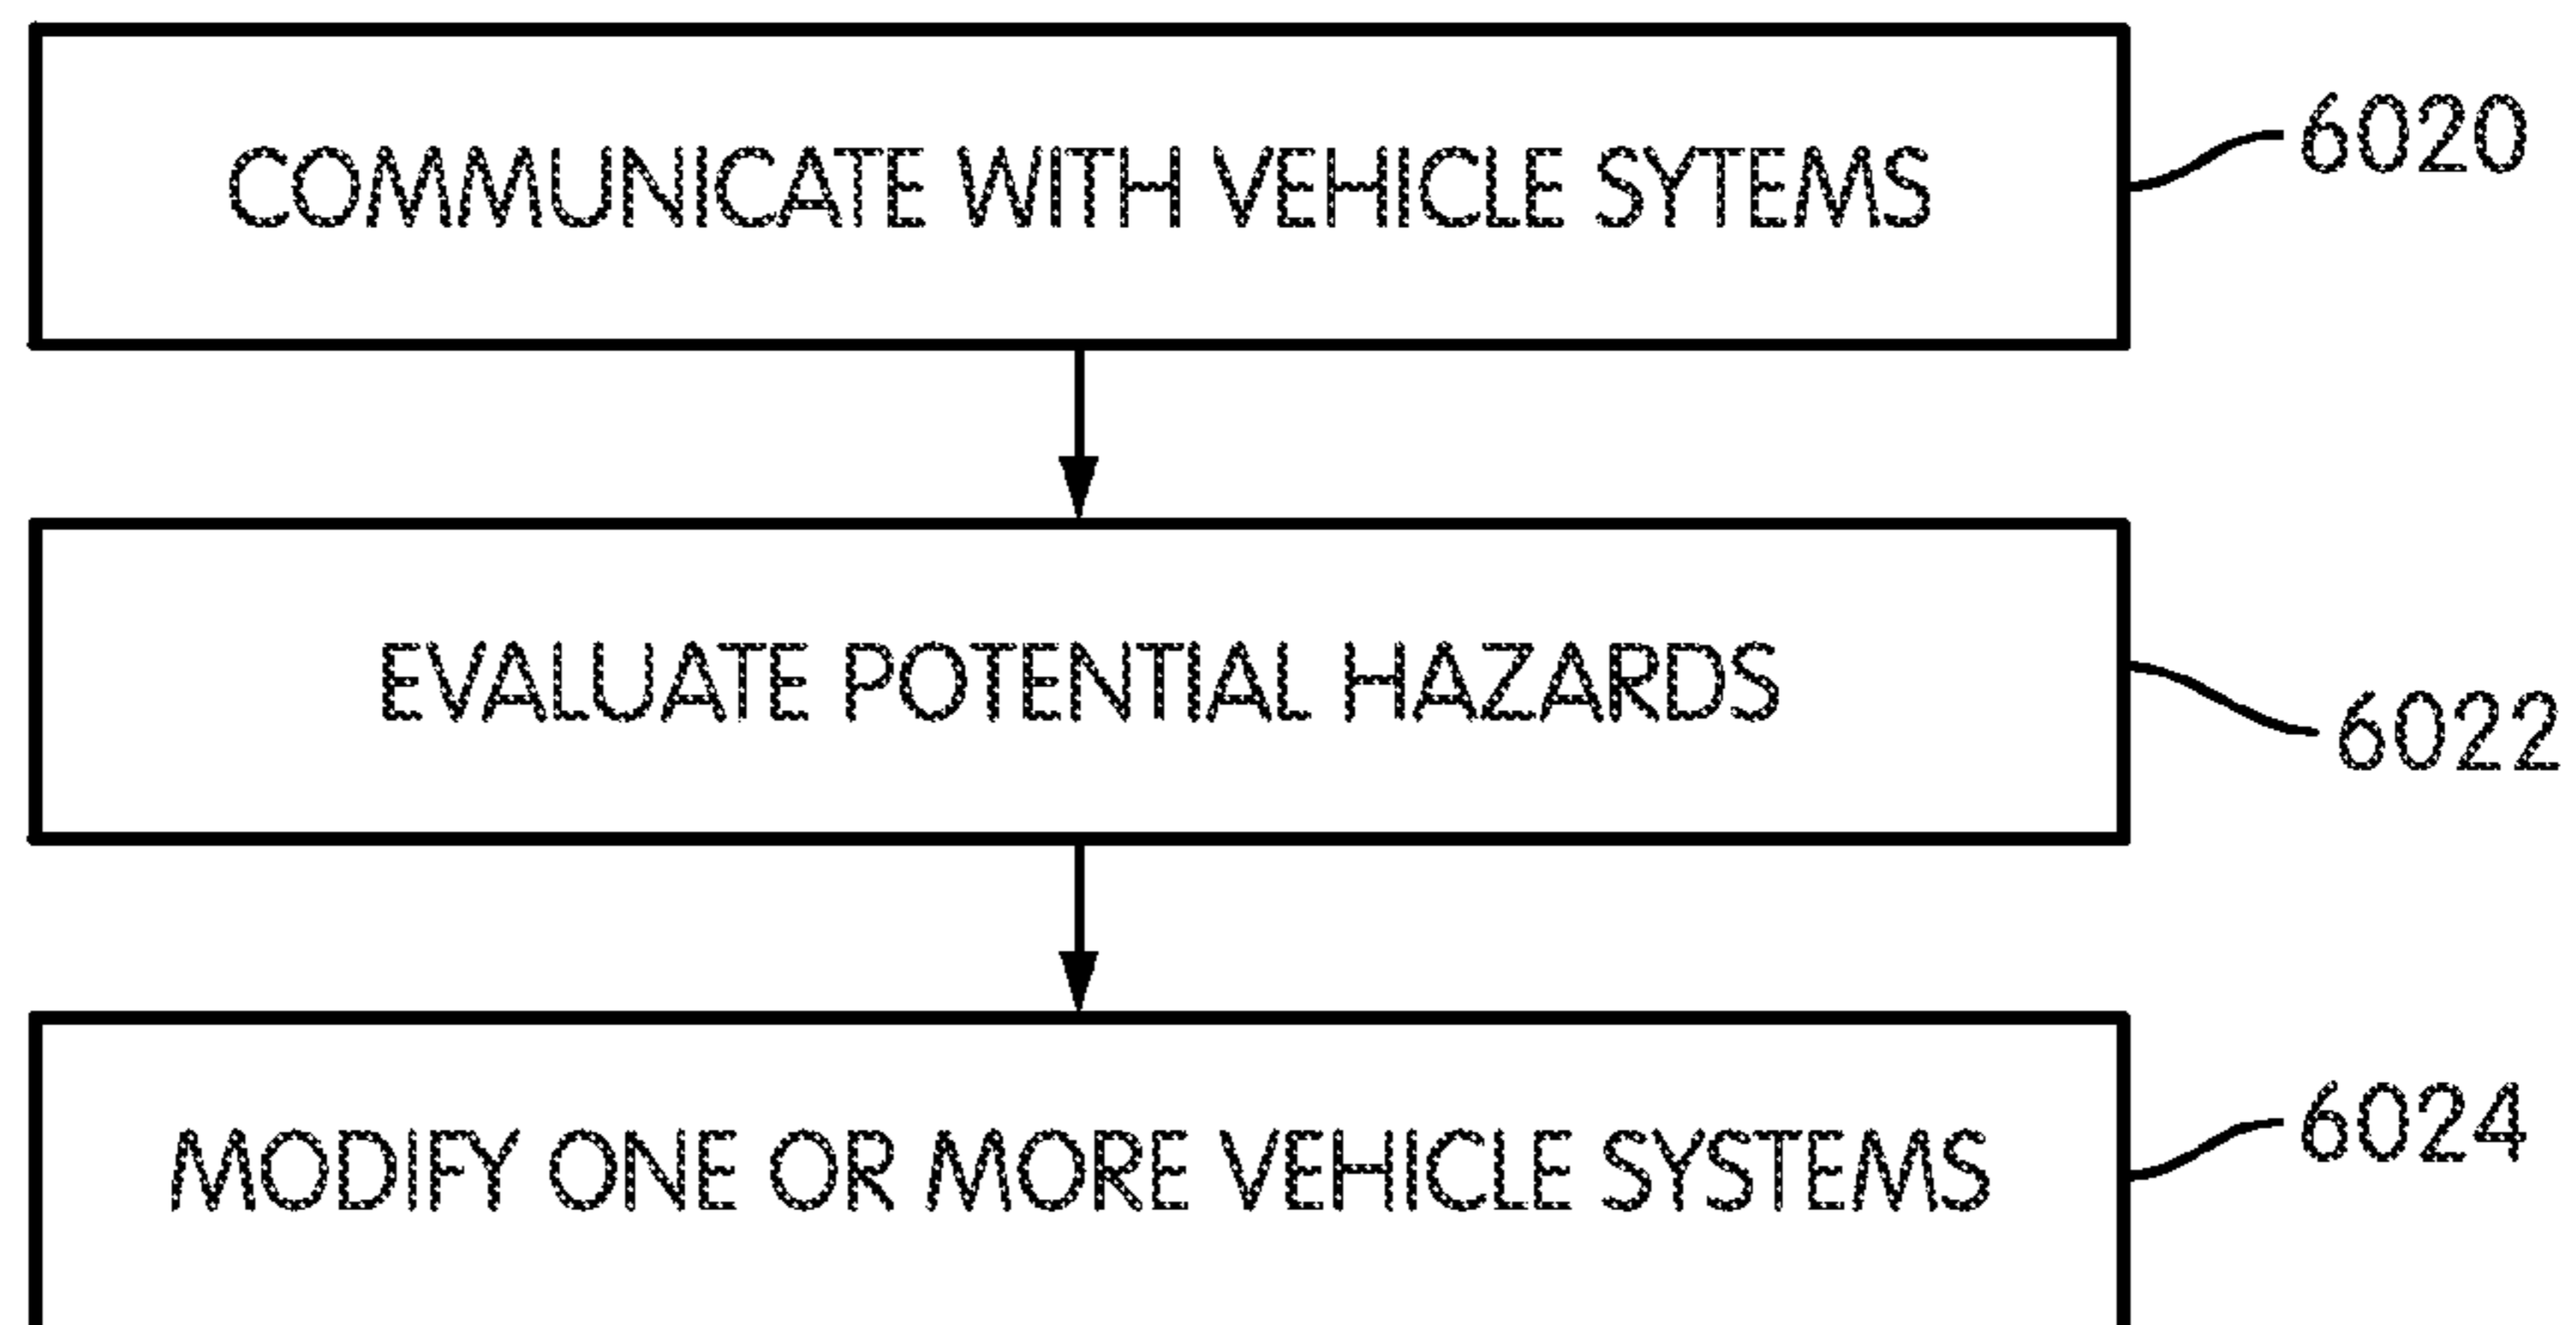 COMMUNICATE WITH VEHICLE SYTEMS
6020
EVALUATE POTENTIAL HAZARDS
6022
MODIFY ONE OR MORE VEHICLE SYSTEMS
6024